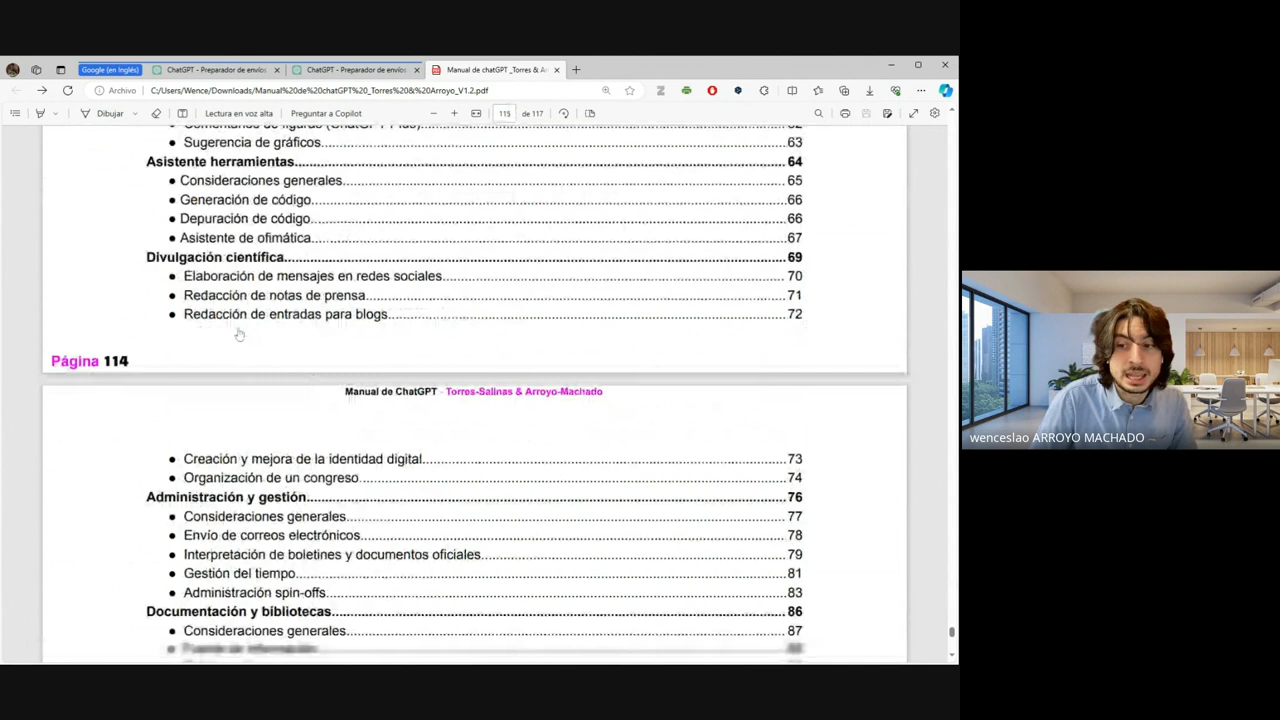 Google (en Inglés)
ChatGPT - Preparador de envíos
ChatGPT - Preparador de envíos
Manual de chatGPT _Torres & Ar
Archivo
C:/Users/Wence/Downloads/Manual%20de%20chatGPT%20_Torres%20&%20Arroyo_V1.2.pdf
Dibujar
Lectura en voz alta
Preguntar a Copilot
115
de 117
● Sugerencia de gráficos 63
Asistente herramientas 64
● Consideraciones generales 65
● Generación de código 66
● Depuración de código 66
● Asistente de ofimática 67
Divulgación científica 69
● Elaboración de mensajes en redes sociales 70
● Redacción de notas de prensa 71
● Redacción de entradas para blogs 72
Página 114
Manual de ChatGPT - Torres-Salinas & Arroyo-Machado
● Creación y mejora de la identidad digital 73
● Organización de un congreso 74
Administración y gestión 76
● Consideraciones generales 77
● Envío de correos electrónicos 78
● Interpretación de boletines y documentos oficiales 79
● Gestión del tiempo 81
● Administración spin-offs 83
Documentación y bibliotecas 86
● Consideraciones generales 87
wenceslao ARROYO MACHADO